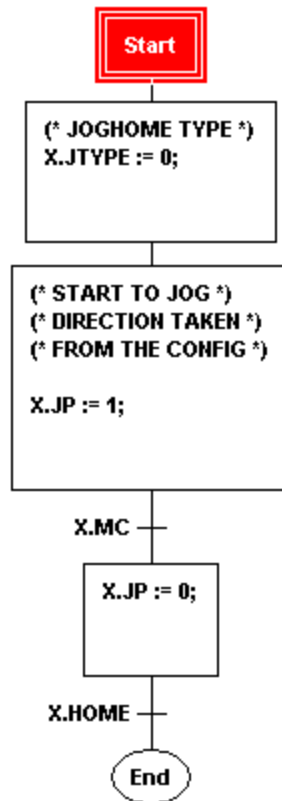 Start
(* JOGHOME TYPE *)
X.JTYPE := 0;
(* START TO JOG *)
(* DIRECTION TAKEN *)
(* FROM THE CONFIG *)
X.JP := 1;
X.MC
X.JP := 0;
X.HOME
End